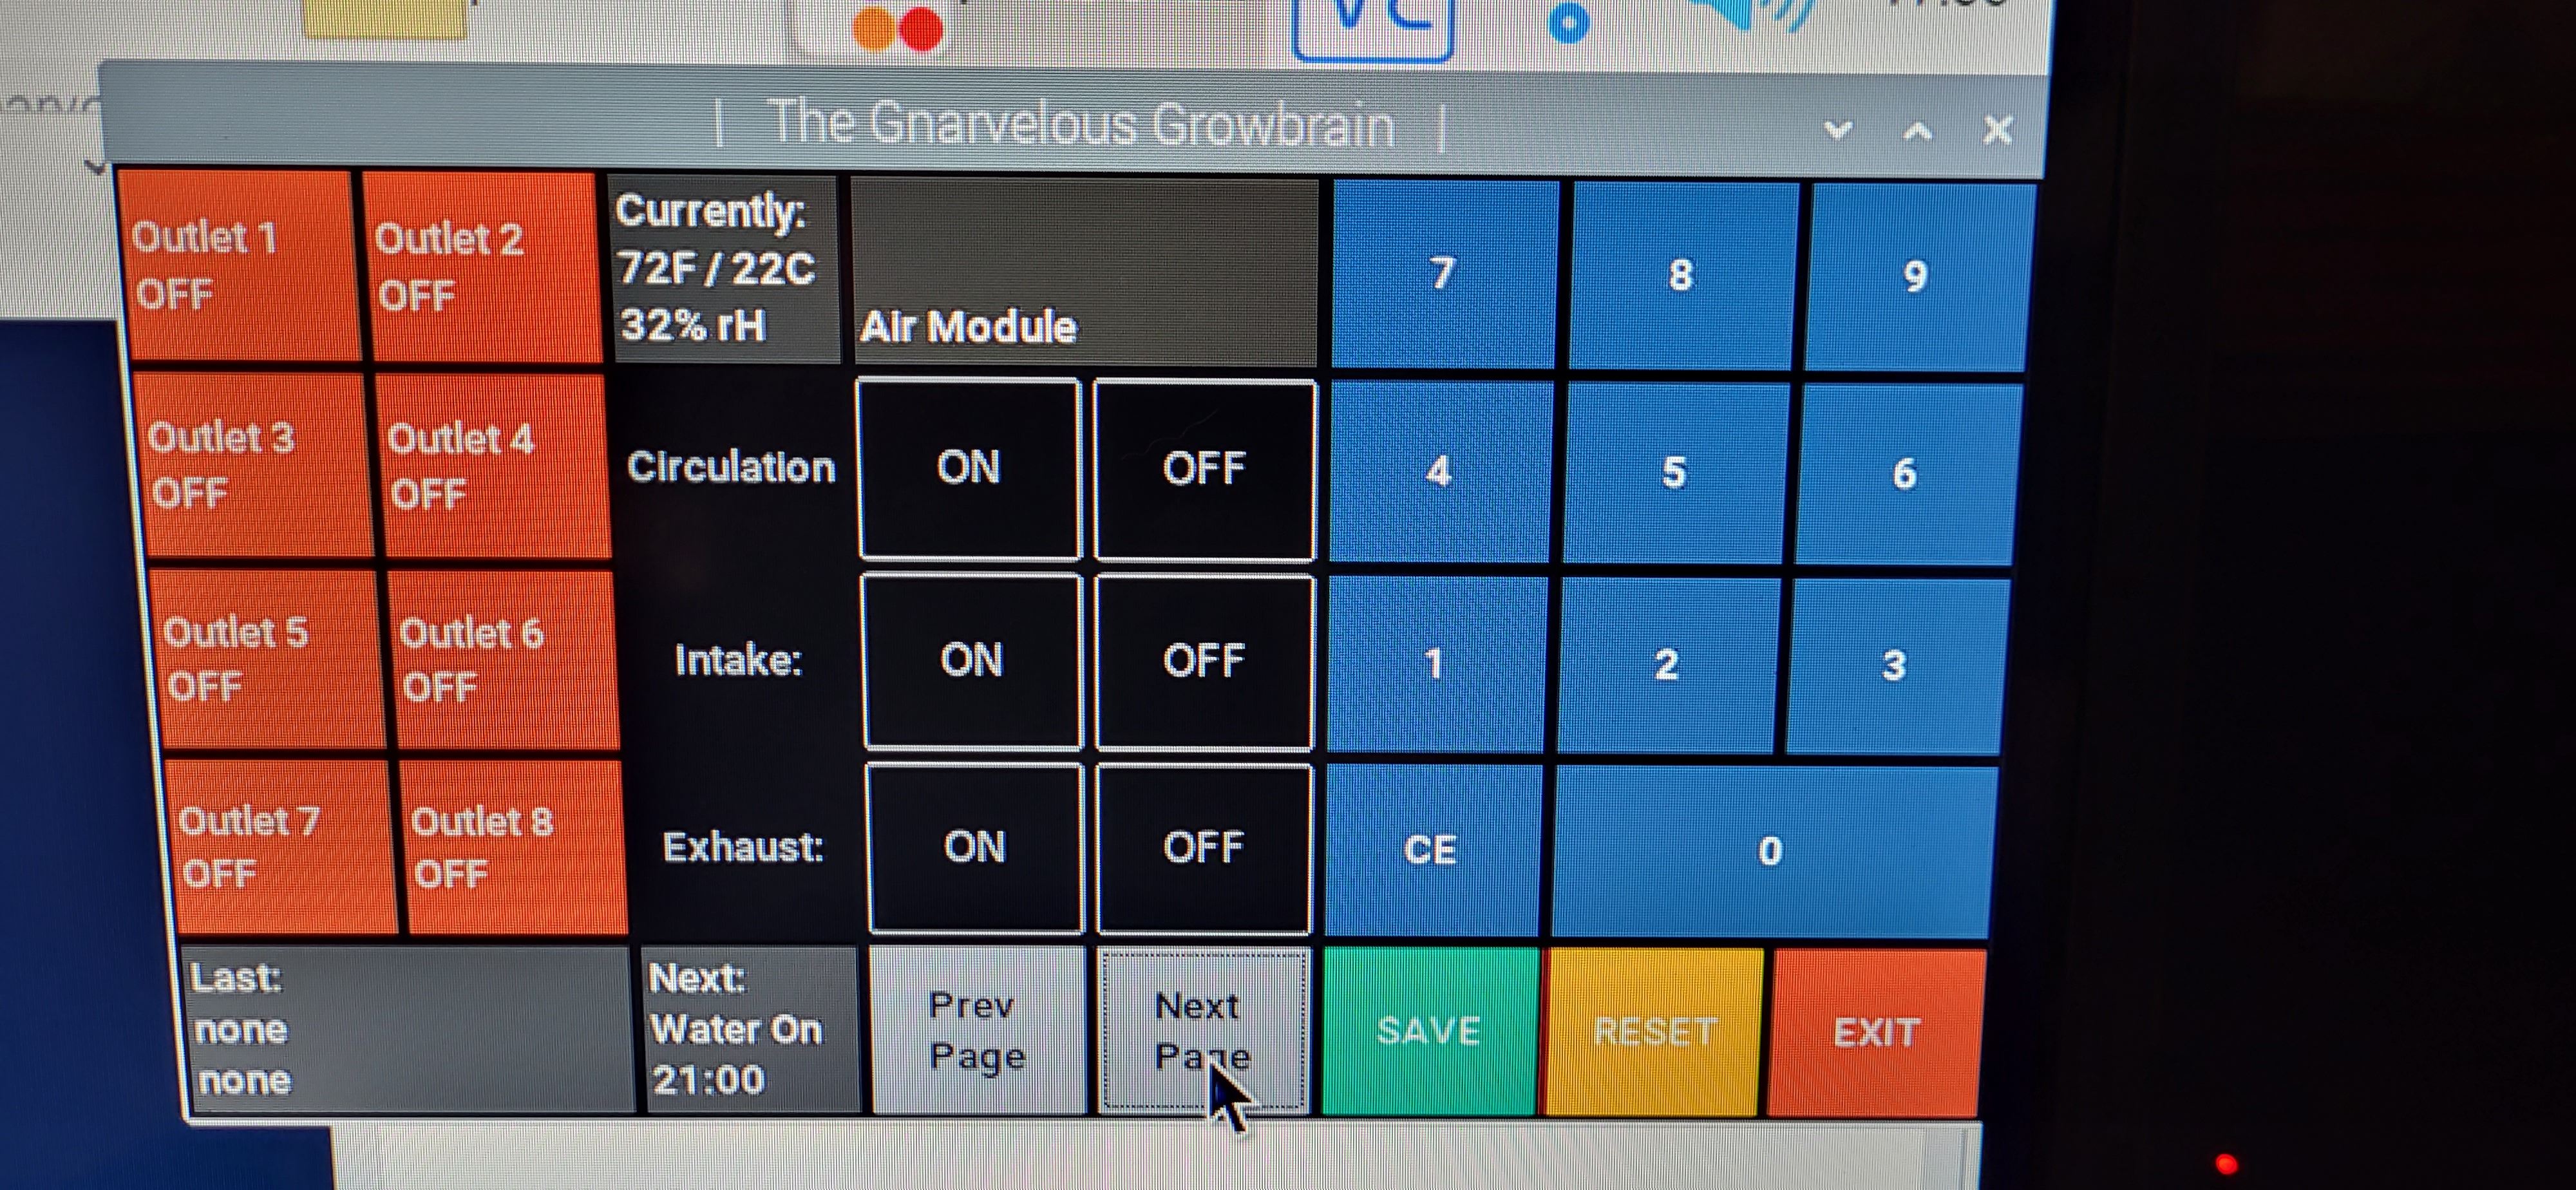 VC
| The Gnarvelous Growbrain |
Outlet 1
OFF
Outlet 2
OFF
Currently:
72F / 22C
32% rH
Air Module
7
8
9
Outlet 3
OFF
Outlet 4
OFF
Circulation
ON
OFF
4
5
6
Outlet 5
OFF
Outlet 6
OFF
Intake:
ON
OFF
1
2
3
Outlet 7
OFF
Outlet 8
OFF
Exhaust:
ON
OFF
CE
0
Last:
none
none
Next:
Water On
21:00
Prev
Page
Next
Page
SAVE
RESET
EXIT